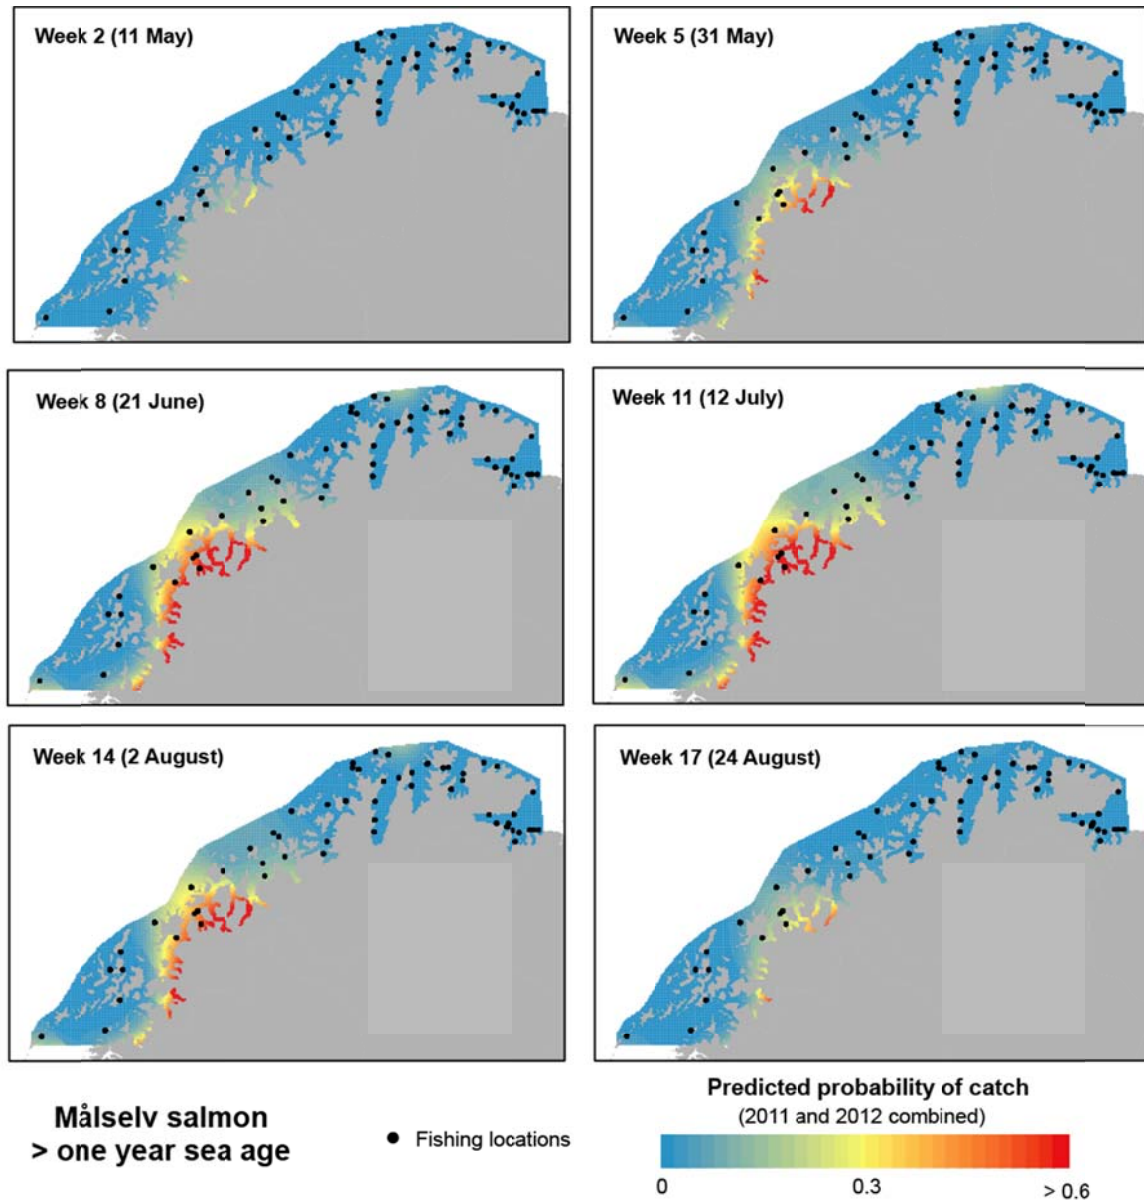 Week 2 (11 May)
Week 5 (31 May)
Week 8 (21 June)
Week 11 (12 July)
Week 14 (2 August)
Week 17 (24 August)
Målselv salmon
> one year sea age
Fishing locations
Predicted probability of catch
(2011 and 2012 combined)
0 0.3 > 0.6